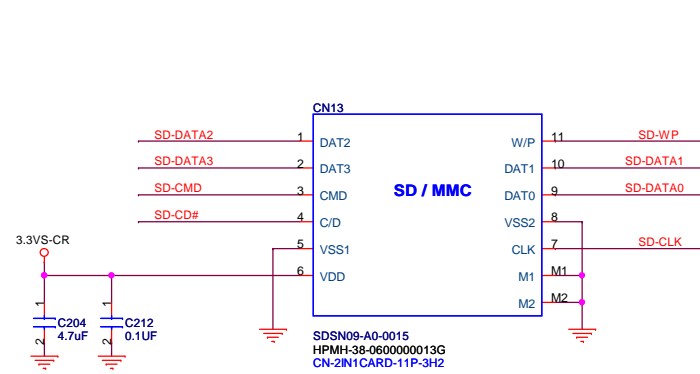 CN13
SD-DATA2 1 DAT2 W/P 11 SD-WP
SD-DATA3 2 DAT3 DAT1 10 SD-DATA1
SD-CMD 3 CMD SD / MMC DAT0 9 SD-DATA0
SD-CD# 4 C/D VSS2 8
3.3VS-CR 5 VSS1 CLK 7 SD-CLK
6 VDD M1 M1
M2 M2
1 1
C204 C212
4.7uF 0.1UF
2 2
SDSN09-A0-0015
HPMH-38-0600000013G
CN-2IN1CARD-11P-3H2